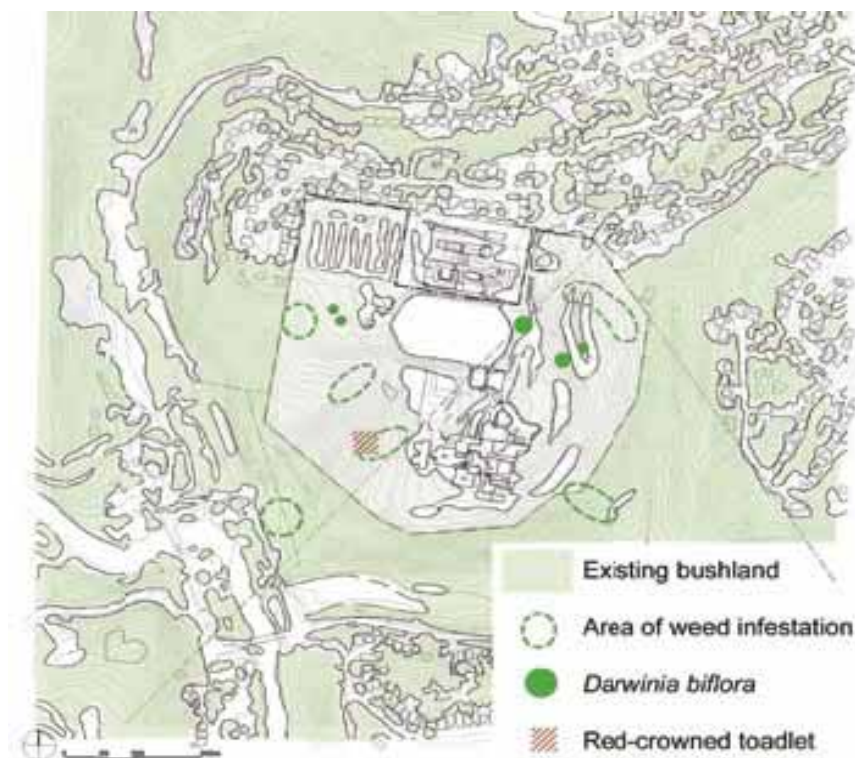 Existing bushland
Area of weed infestation
Darwinia biflora
Red-crowned toadlet